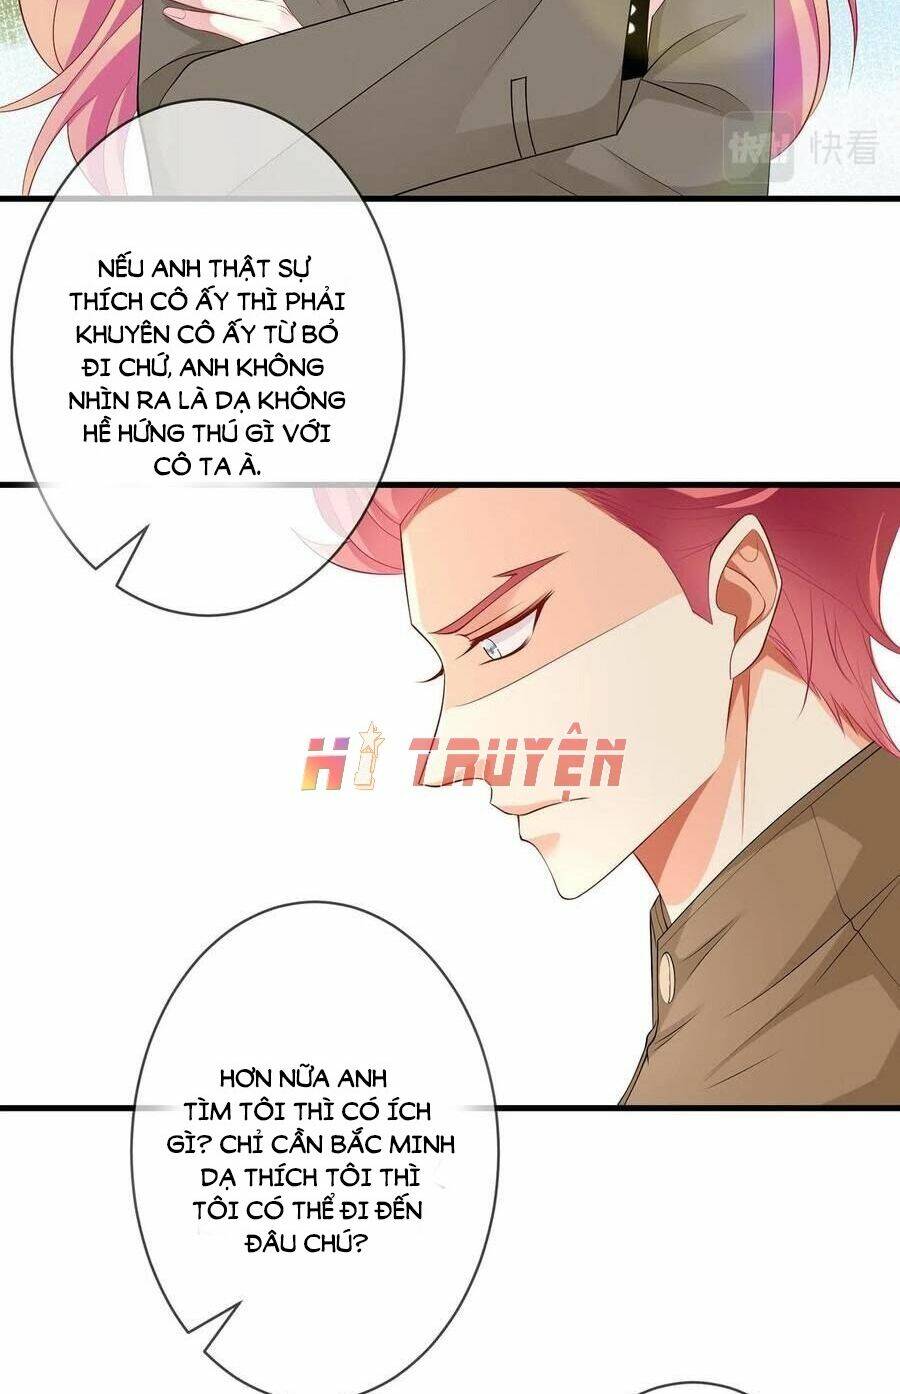 快看
NẾU ANH THẬT SỰ
THÍCH CÔ ẤY THÌ PHẢI
KHUYÊN CÔ ẤY TỪ BỎ
ĐI CHỨ, ANH KHÔNG
NHÌN RA LÀ DẠ KHÔNG
HỀ HỨNG THÚ GÌ VỚI
CÔ TA À.
HI TRUYỆN
HƠN NỮA ANH
TÌM TÔI THÌ CÓ ÍCH
GÌ? CHỈ CẦN BẮC MINH
DẠ THÍCH TÔI THÌ
TÔI CÓ THỂ ĐI ĐẾN
ĐÂU CHÚ?